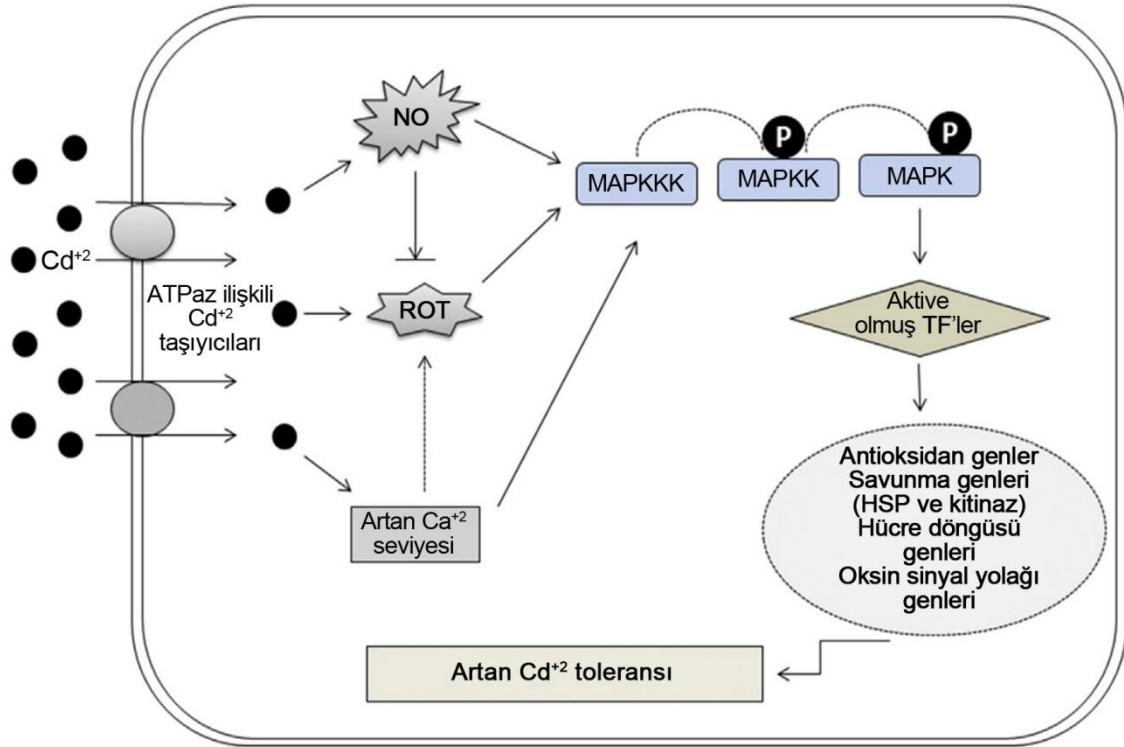 NO
P
P
MAPKKK
MAPKK
MAPK
Cd⁺²
ATPaz ilişkili
Cd⁺²
taşıyıcıları
ROT
Aktive
olmuş TF’ler
Artan Ca⁺²
seviyesi
Antioksidan genler
Savunma genleri
(HSP ve kitinaz)
Hücre döngüsü
genleri
Oksin sinyal yolağı
genleri
Artan Cd⁺² toleransı